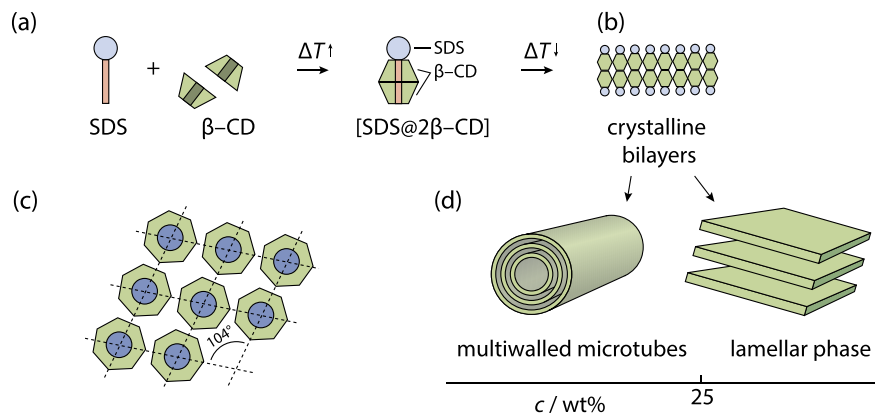 (a)
SDS
+
β–CD
ΔT↑
SDS
β–CD
[SDS@2β–CD]
ΔT↓
(b)
crystalline
bilayers
(c)
104°
(d)
multiwalled microtubes
lamellar phase
c / wt%
25